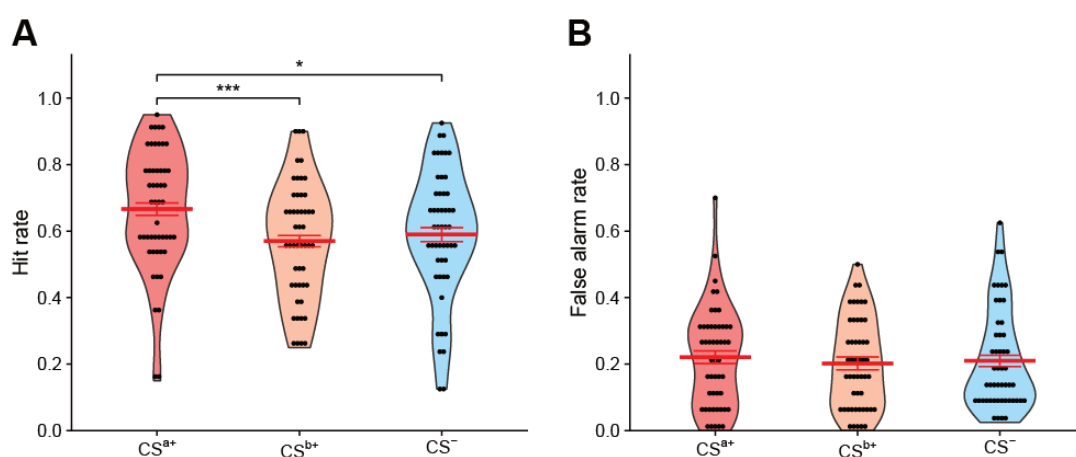 A
B
*
***
1.0
0.8
0.6
0.4
0.2
0.0
Hit rate
CSᵃ⁺
CSᵇ⁺
CS⁻
1.0
0.8
0.6
0.4
0.2
0.0
False alarm rate
CSᵃ⁺
CSᵇ⁺
CS⁻